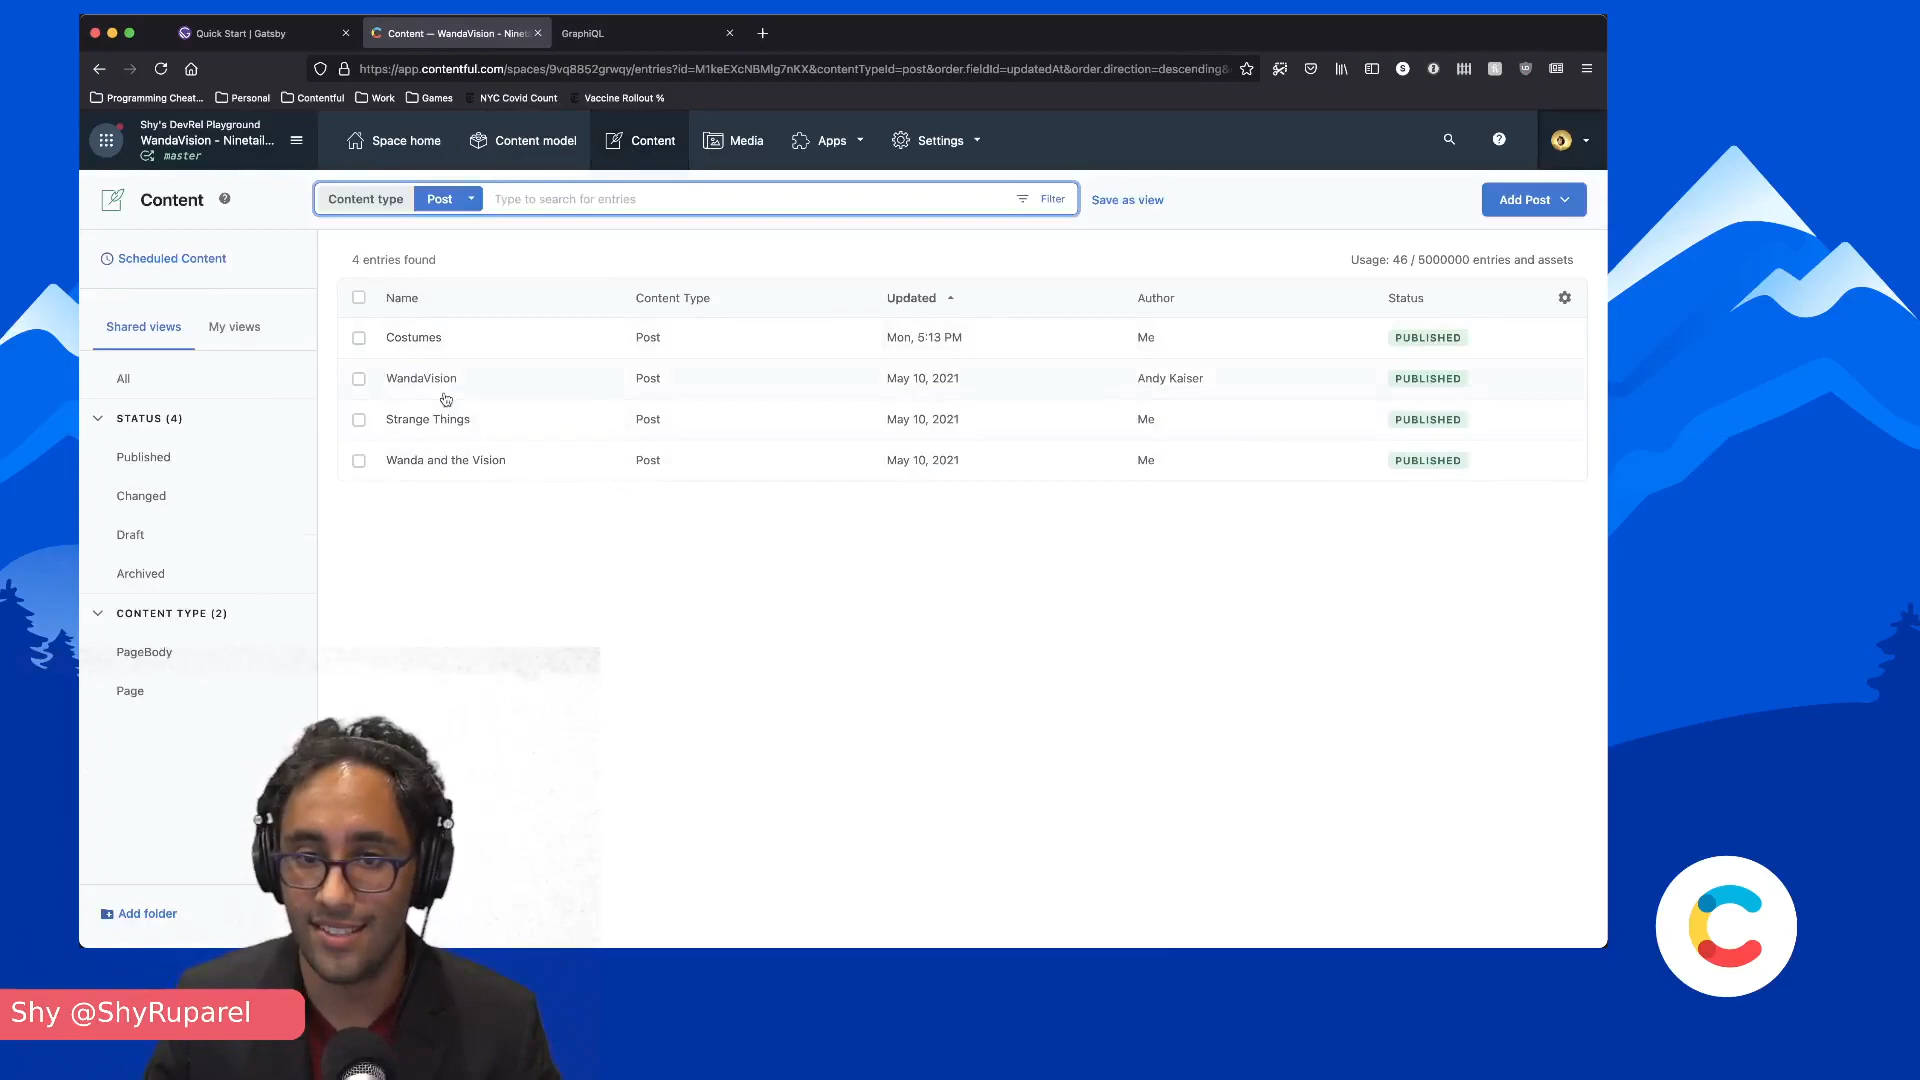 Quick Start | Gatsby
Content — WandaVision - Ninet
GraphiQL
https://app.contentful.com/spaces/9vq8852grwqy/entries?id=M1keEXcNBMlg7nKX&contentTypeId=post&order.fieldId=updatedAt&order.direction=descending&
Programming Cheat...
Personal
Contentful
Work
Games
NYC Covid Count
Vaccine Rollout %
Shy's DevRel Playground
WandaVision - Ninetail...
master
Space home
Content model
Content
Media
Apps
Settings
Content
Content type
Post
Type to search for entries
Filter
Save as view
Add Post
Scheduled Content
4 entries found
Usage: 46 / 5000000 entries and assets
Shared views
My views
Name
Content Type
Updated
Author
Status
Costumes
Post
Mon, 5:13 PM
Me
PUBLISHED
WandaVision
Post
May 10, 2021
Andy Kaiser
PUBLISHED
Strange Things
Post
May 10, 2021
Me
PUBLISHED
Wanda and the Vision
Post
May 10, 2021
Me
PUBLISHED
All
STATUS (4)
Published
Changed
Draft
Archived
CONTENT TYPE (2)
PageBody
Page
Add folder
Shy @ShyRuparel